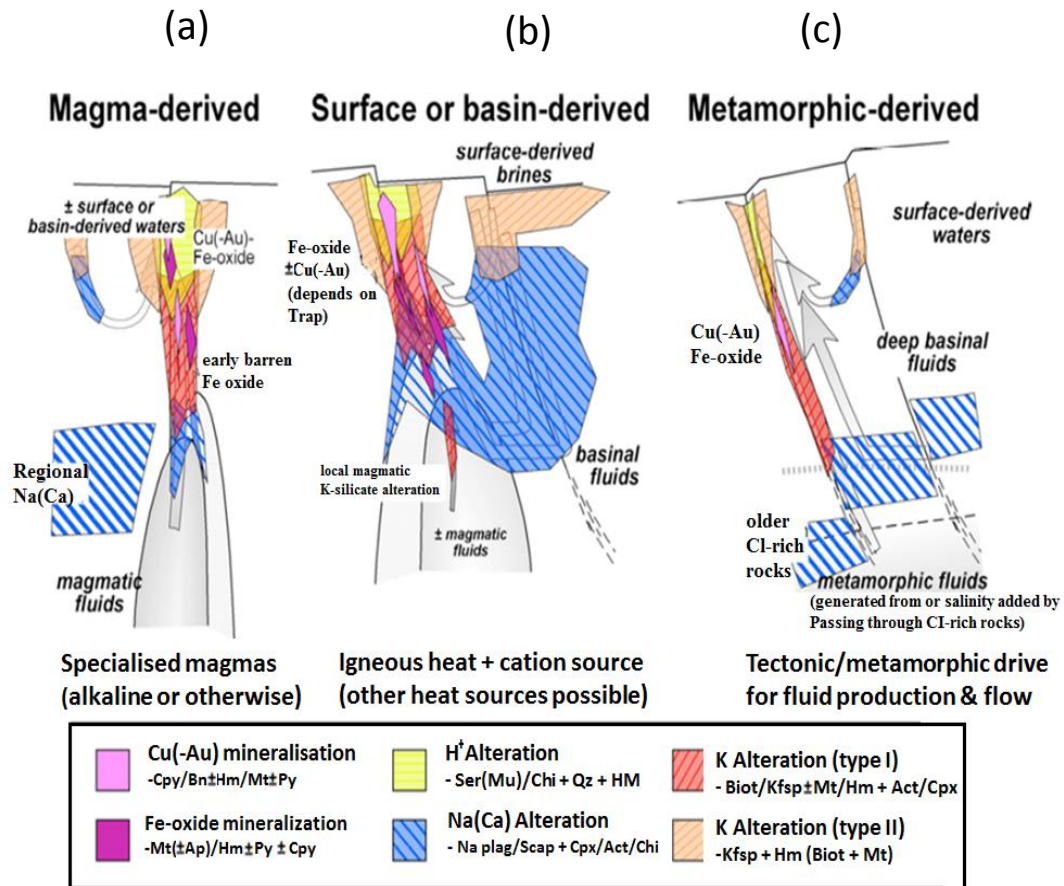 (a)
(b)
(c)
Magma-derived
Surface or basin-derived
Metamorphic-derived
± surface or
basin-derived waters
Cu(-Au)-
Fe-oxide
early barren
Fe oxide
Regional
Na(Ca)
magmatic
fluids
surface-derived
brines
Fe-oxide
±Cu(-Au)
(depends on
Trap)
local magmatic
K-silicate alteration
± magmatic
fluids
basinal
fluids
surface-derived
waters
Cu(-Au)
Fe-oxide
deep basinal
fluids
older
Cl-rich
rocks
metamorphic fluids
(generated from or salinity added by
Passing through CI-rich rocks)
Specialised magmas
(alkaline or otherwise)
Igneous heat + cation source
(other heat sources possible)
Tectonic/metamorphic drive
for fluid production & flow
Cu(-Au) mineralisation
-Cpy/Bn±Hm/Mt±Py
H⁺Alteration
- Ser(Mu)/Chi + Qz + HM
K Alteration (type I)
- Biot/Kfsp±Mt/Hm + Act/Cpx
Fe-oxide mineralization
-Mt(±Ap)/Hm ±Py ± Cpy
Na(Ca) Alteration
- Na plag/Scap + Cpx/Act/Chi
K Alteration (type II)
-Kfsp + Hm (Biot + Mt)